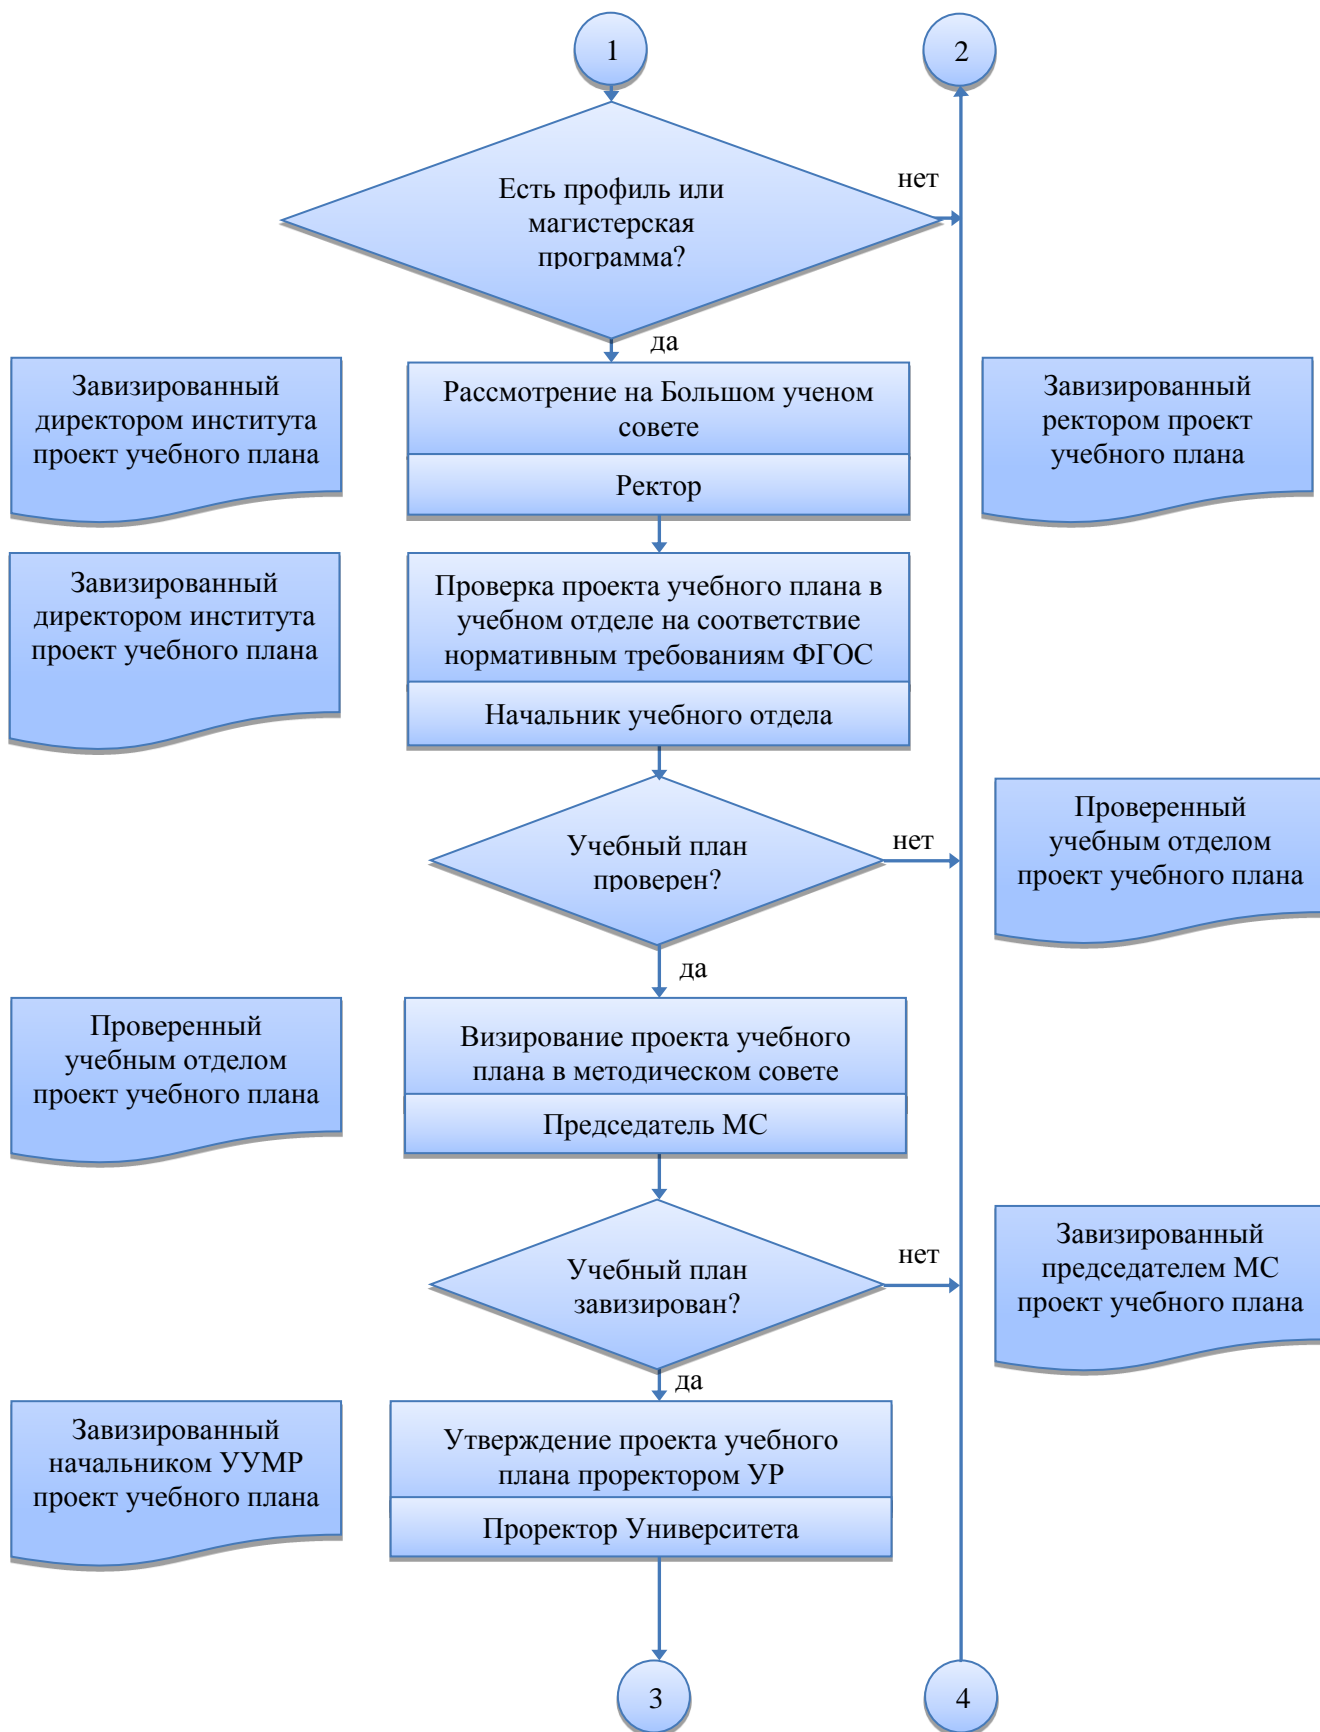 1
2
нет
Есть профиль или
магистерская
программа?
да
Завизированный
директором института
проект учебного плана
Рассмотрение на Большом ученом
совете
Ректор
Завизированный
ректором проект
учебного плана
Завизированный
директором института
проект учебного плана
Проверка проекта учебного плана в
учебном отделе на соответствие
нормативным требованиям ФГОС
Начальник учебного отдела
Учебный план
проверен?
нет
Проверенный
учебным отделом
проект учебного плана
да
Проверенный
учебным отделом
проект учебного плана
Визирование проекта учебного
плана в методическом совете
Председатель МС
Учебный план
завизирован?
нет
Завизированный
председателем МС
проект учебного плана
да
Завизированный
начальником УУМР
проект учебного плана
Утверждение проекта учебного
плана проректором УР
Проректор Университета
3
4